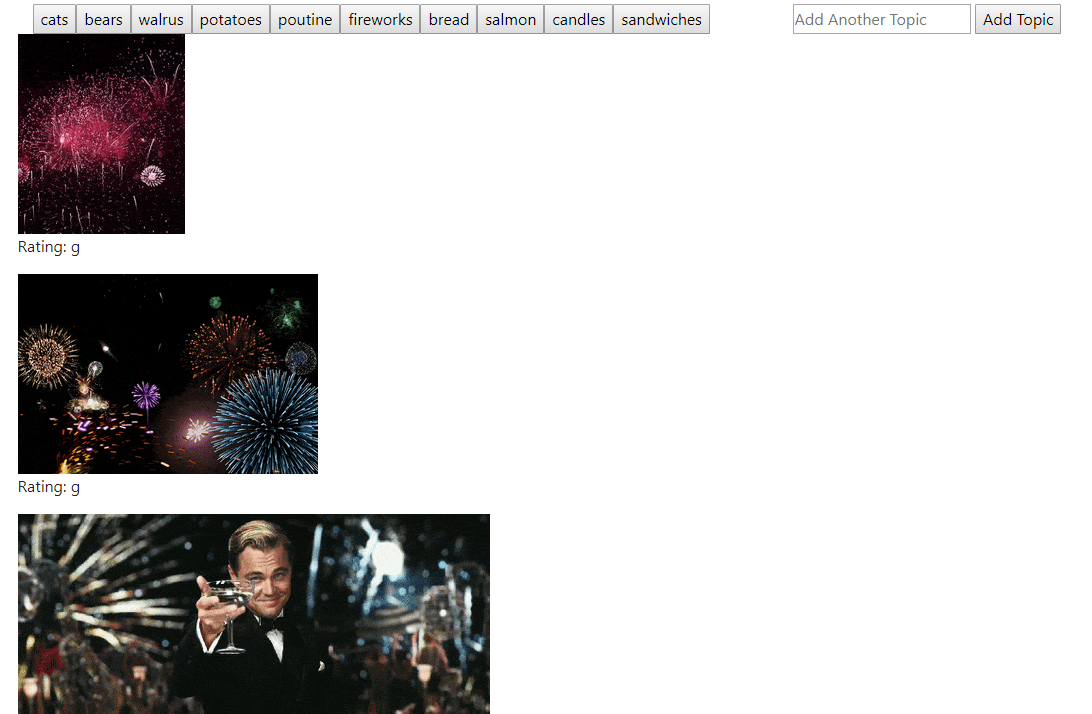 cats bears walrus potatoes poutine fireworks bread salmon candles sandwiches Add Another Topic Add Topic
Rating: g
Rating: g